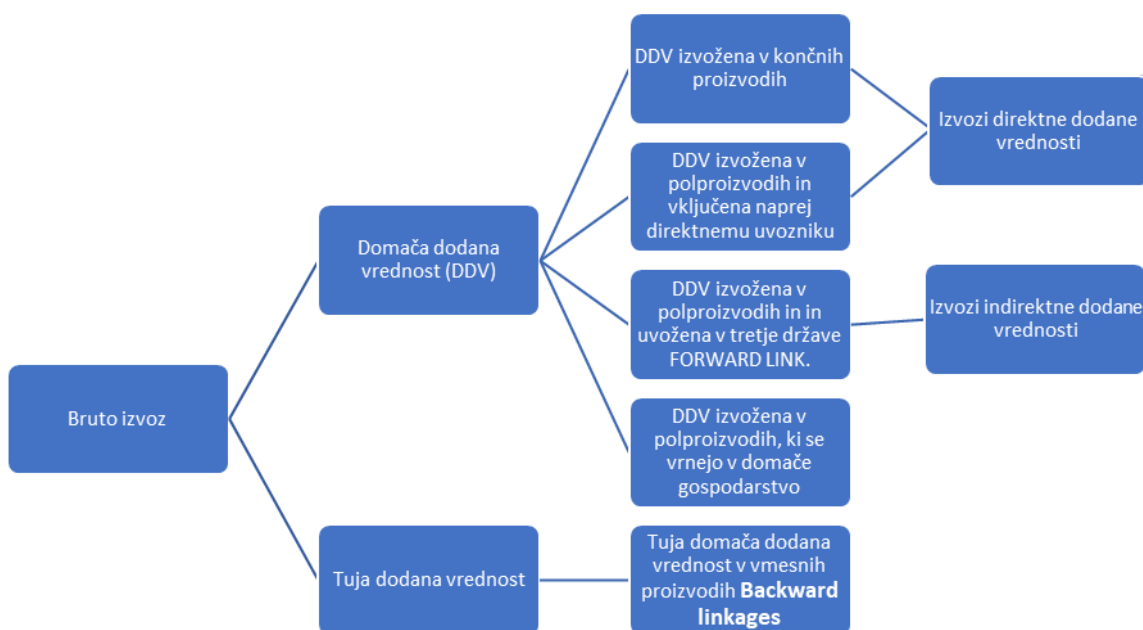 DDV izvožena v končnih
proizvodih
Izvozi direktne dodane
vrednosti
DDV izvožena v
polproizvodih in
vključena naprej
direktnemu uvozniku
Domača dodana
vrednost (DDV)
DDV izvožena v
polproizvodih in in
uvožena v tretje države
FORWARD LINK.
Izvozi indirektne dodane
vrednosti
Bruto izvoz
DDV izvožena v
polproizvodih, ki se
vrnejo v domače
gospodarstvo
Tuja dodana vrednost
Tuja domača dodana
vrednost v vmesnih
proizvodih Backward
linkages